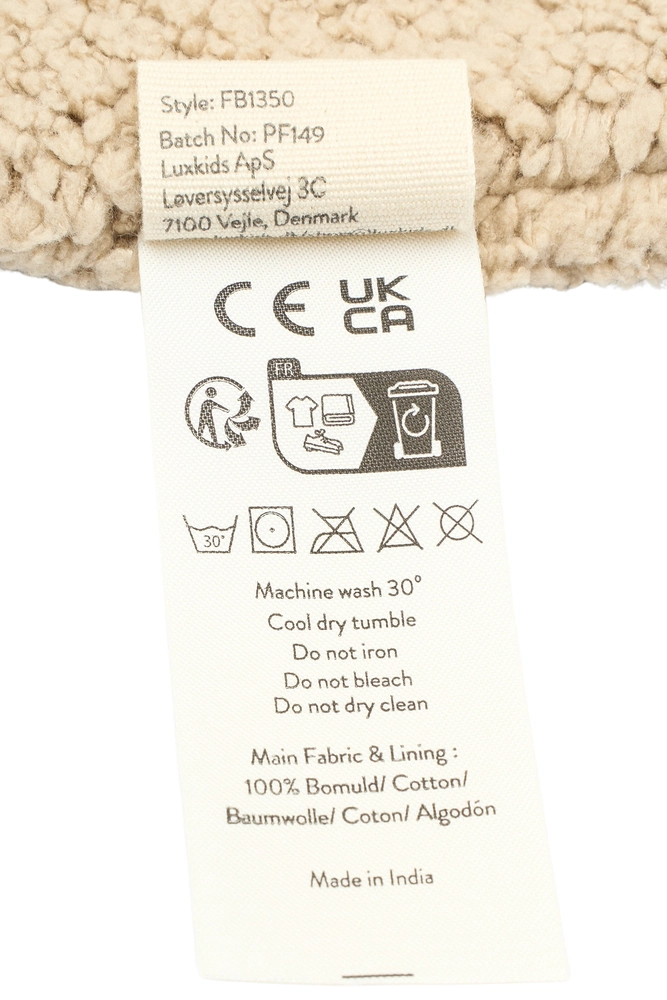 Style: FB1350
Batch No: PF149
Luxkids ApS
Løversysselvej 3C
7100 Vejle, Denmark
CE UK
CA
FR
30°
Machine wash 30°
Cool dry tumble
Do not iron
Do not bleach
Do not dry clean
Main Fabric & Lining :
100% Bomuld/ Cotton/
Baumwolle/ Coton/ Algodón
Made in India